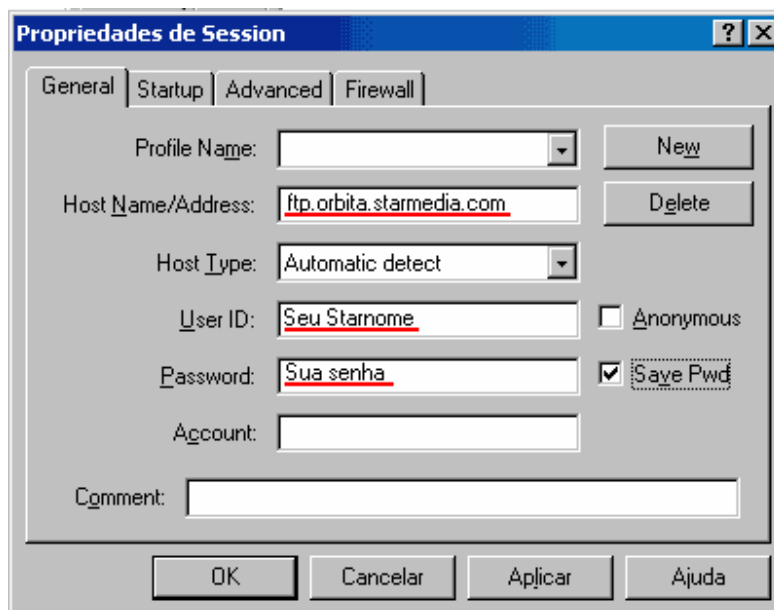 Propriedades de Session
General Startup Advanced Firewall
Profile Name: New
Host Name/Address: ftp.orbita.starmedia.com Delete
Host Type: Automatic detect
User ID: Seu Starnome Anonymous
Password: Sua senha Save Pwd
Account:
Comment:
OK Cancelar Aplicar Ajuda